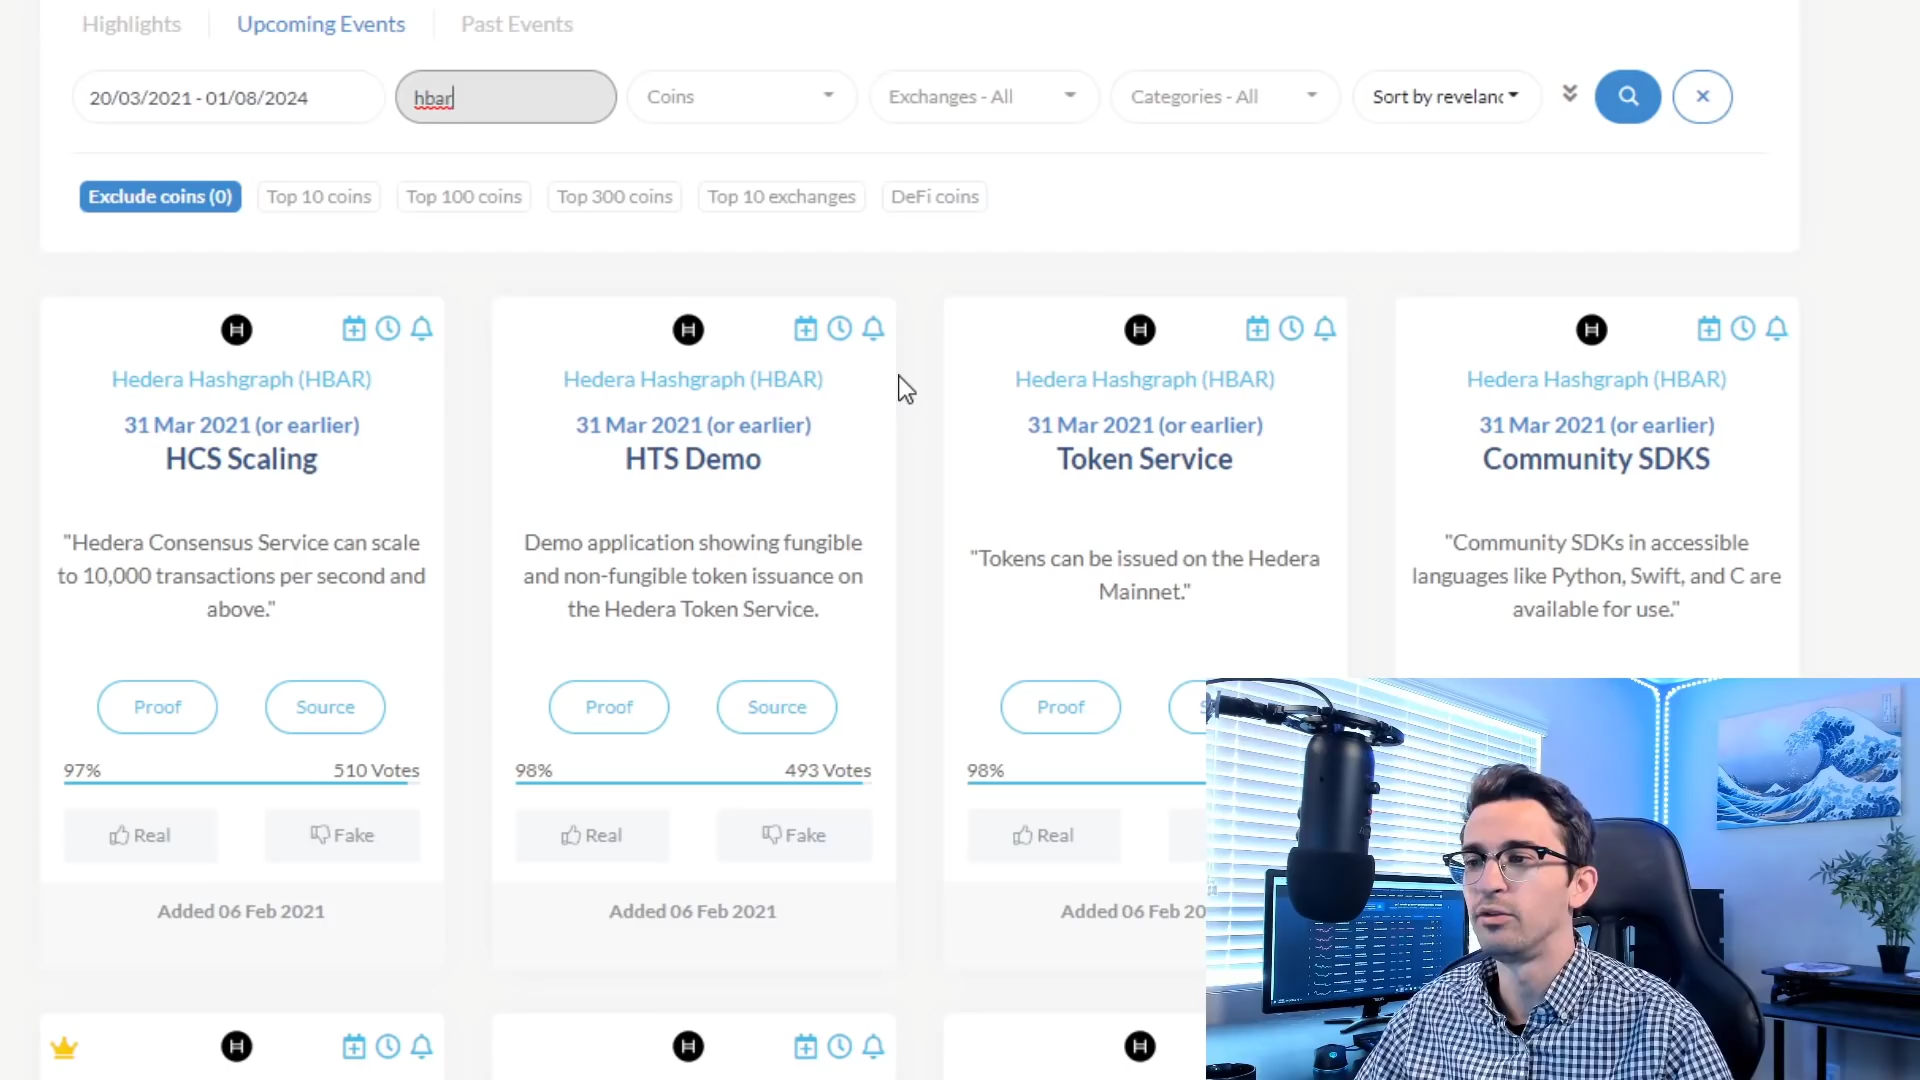 Highlights
Upcoming Events
Past Events
20/03/2021 - 01/08/2024
hbar
Coins
Exchanges - All
Categories - All
Sort by revelanc
Exclude coins (0)
Top 10 coins
Top 100 coins
Top 300 coins
Top 10 exchanges
DeFi coins
Hedera Hashgraph (HBAR)
31 Mar 2021 (or earlier)
HCS Scaling
"Hedera Consensus Service can scale
to 10,000 transactions per second and
above."
Proof
Source
97%
510 Votes
Real
Fake
Added 06 Feb 2021
Hedera Hashgraph (HBAR)
31 Mar 2021 (or earlier)
HTS Demo
Demo application showing fungible
and non-fungible token issuance on
the Hedera Token Service.
Proof
Source
98%
493 Votes
Real
Fake
Added 06 Feb 2021
Hedera Hashgraph (HBAR)
31 Mar 2021 (or earlier)
Token Service
"Tokens can be issued on the Hedera
Mainnet."
Proof
98%
Real
Added 06 Feb 20
Hedera Hashgraph (HBAR)
31 Mar 2021 (or earlier)
Community SDKS
"Community SDKs in accessible
languages like Python, Swift, and C are
available for use."